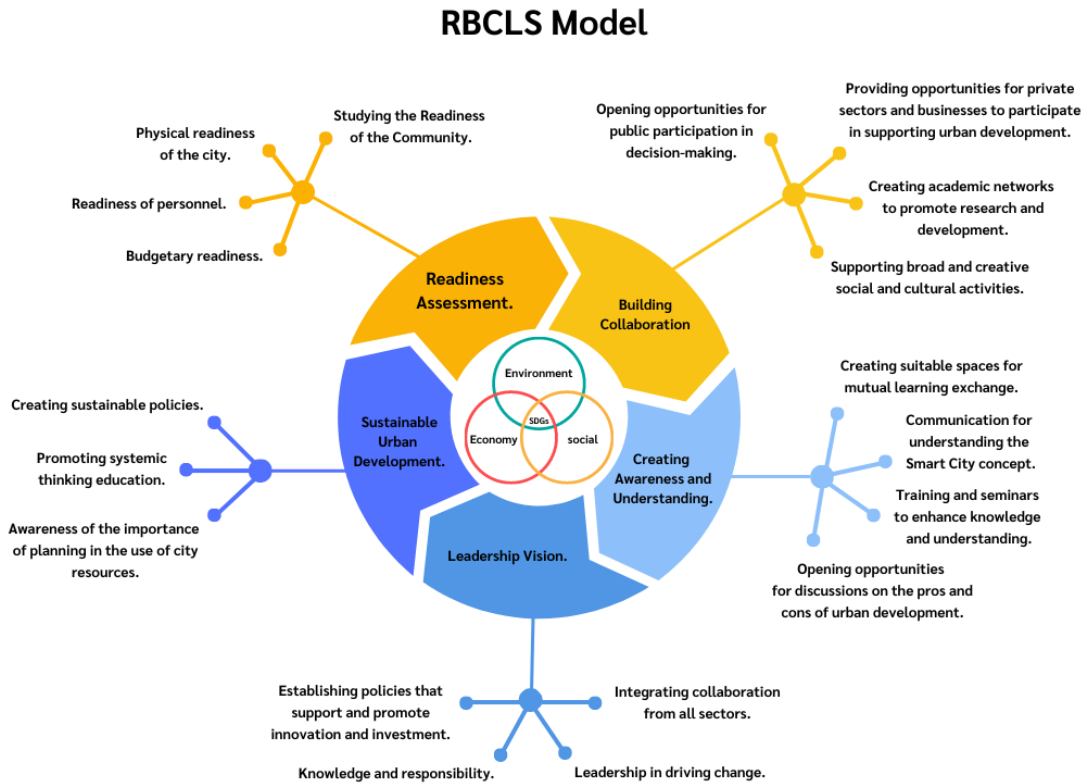 RBCLS Model
Studying the Readiness
of the Community.
Physical readiness
of the city.
Readiness of personnel.
Budgetary readiness.
Opening opportunities for
public participation in
decision-making.
Providing opportunities for private
sectors and businesses to participate
in supporting urban development.
Creating academic networks
to promote research and
development.
Supporting broad and creative
social and cultural activities.
Readiness
Assessment.
Building
Collaboration
Environment
SDGs
Economy
social
Sustainable
Urban
Development.
Creating
Awareness and
Understanding.
Leadership Vision.
Creating suitable spaces for
mutual learning exchange.
Communication for
understanding the
Smart City concept.
Training and seminars
to enhance knowledge
and understanding.
Opening opportunities
for discussions on the pros and
cons of urban development.
Creating sustainable policies.
Promoting systemic
thinking education.
Awareness of the importance
of planning in the use of city
resources.
Establishing policies that
support and promote
innovation and investment.
Knowledge and responsibility.
Integrating collaboration
from all sectors.
Leadership in driving change.